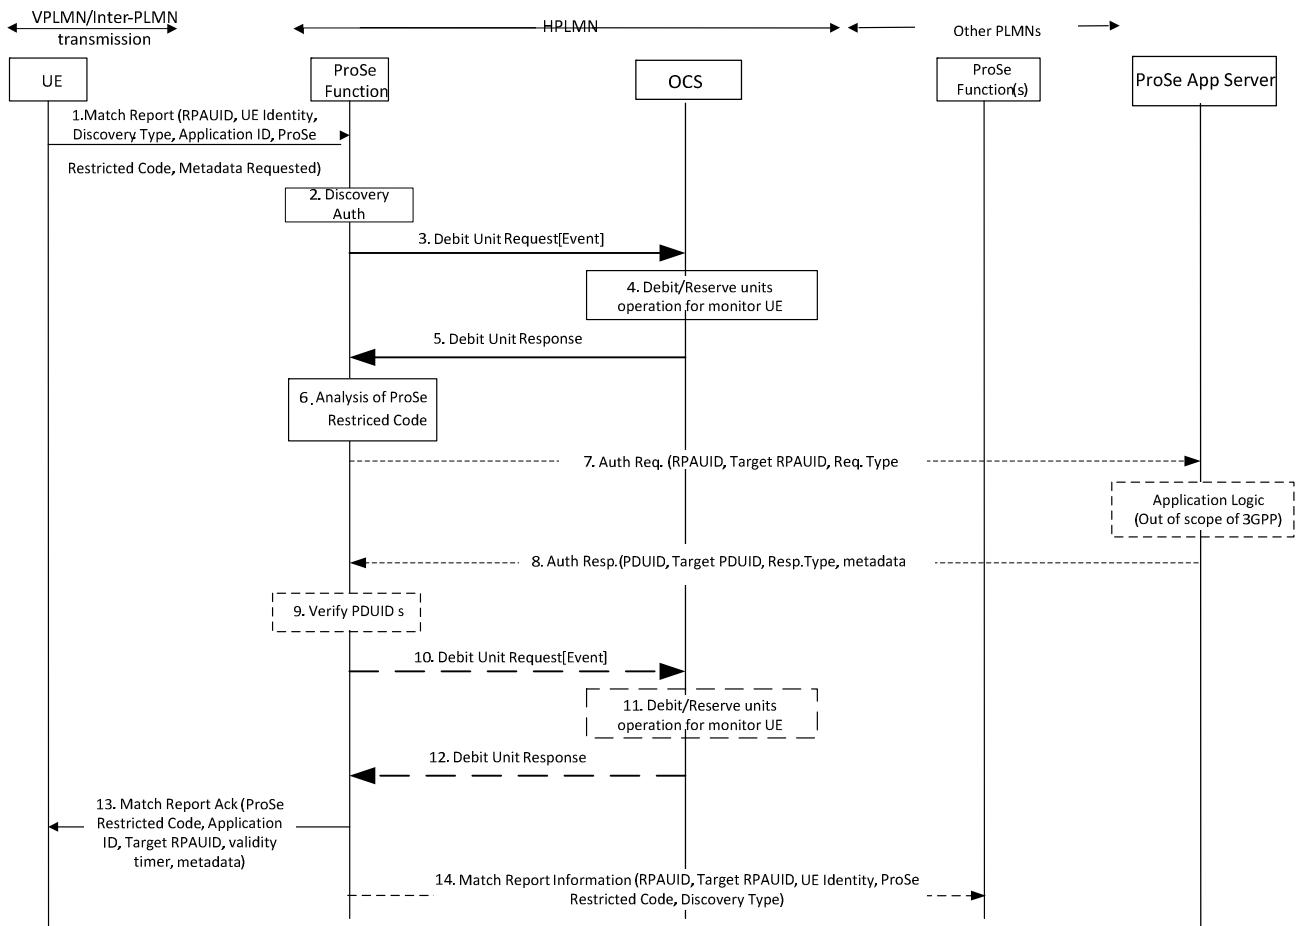 VPLMN/Inter-PLMN
transmission
HPLMN
Other PLMNs
UE
ProSe
Function
OCS
ProSe
Function(s)
ProSe App Server
1.Match Report (RPAUID, UE Identity,
Discovery Type, Application ID, ProSe
Restricted Code, Metadata Requested)
2. Discovery
Auth
3. Debit Unit Request[Event]
4. Debit/Reserve units
operation for monitor UE
5. Debit Unit Response
6. Analysis of ProSe
Restriced Code
7. Auth Req. (RPAUID, Target RPAUID, Req. Type
Application Logic
(Out of scope of 3GPP)
8. Auth Resp.(PDUID, Target PDUID, Resp.Type, metadata
9. Verify PDUID s
10. Debit Unit Request[Event]
11. Debit/Reserve units
operation for monitor UE
12. Debit Unit Response
13. Match Report Ack (ProSe
Restricted Code, Application
ID, Target RPAUID, validity
timer, metadata)
14. Match Report Information (RPAUID, Target RPAUID, UE Identity, ProSe
Restricted Code, Discovery Type)